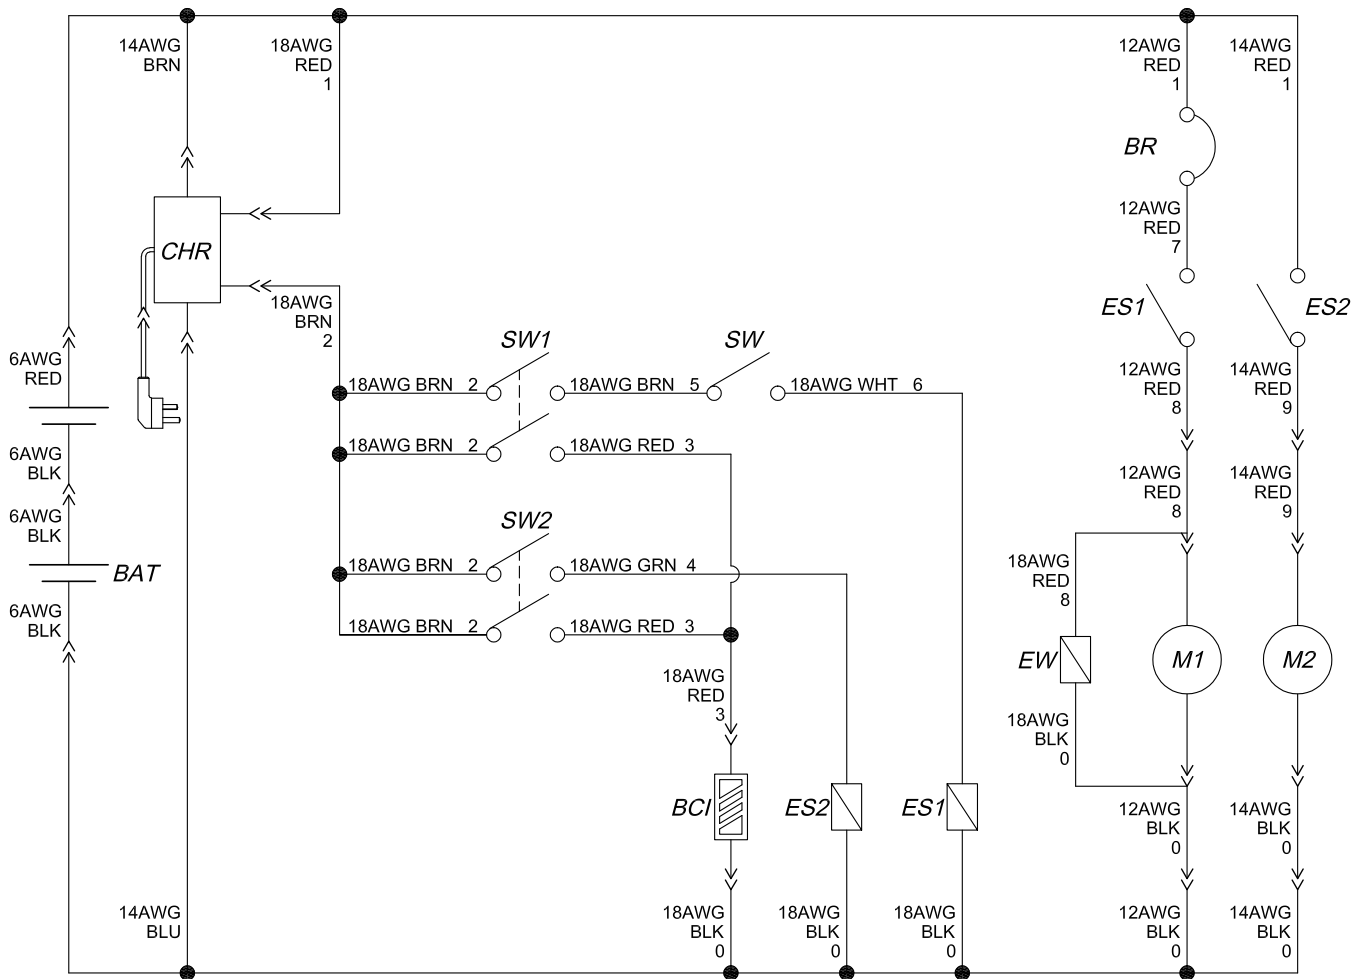 14AWG
BRN
18AWG
RED
1
12AWG
RED
1
14AWG
RED
1
BR
12AWG
RED
7
CHR
18AWG
BRN
2
ES1
ES2
6AWG
RED
SW1
SW
18AWG BRN 2
18AWG BRN 5
18AWG WHT 6
12AWG
RED
8
14AWG
RED
9
18AWG BRN 2
18AWG RED 3
6AWG
BLK
6AWG
BLK
12AWG
RED
8
14AWG
RED
9
SW2
BAT
18AWG BRN 2
18AWG GRN 4
18AWG RED
8
6AWG
BLK
18AWG BRN 2
18AWG RED 3
EW
M1
M2
18AWG
RED
3
18AWG
BLK
0
BCI
ES2
ES1
12AWG
BLK
0
14AWG
BLK
0
14AWG
BLU
18AWG
BLK
0
18AWG
BLK
0
18AWG
BLK
0
12AWG
BLK
0
14AWG
BLK
0